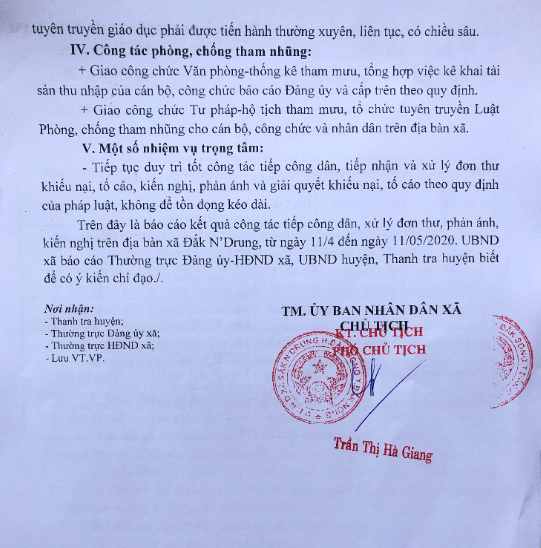 tuyên truyền giáo dục phải được tiến hành thường xuyên, liên tục, có chiều sâu.
IV. Công tác phòng, chống tham nhũng:
+ Giao công chức Văn phòng-thống kê tham mưu, tổng hợp việc kê khai tài
sản thu nhập của cán bộ, công chức báo cáo Đảng ủy và cấp trên theo quy định.
+ Giao công chức Tư pháp-hộ tịch tham mưu, tổ chức tuyên truyền Luật
Phòng, chống tham nhũng cho cán bộ, công chức và nhân dân trên địa bàn xã.
V. Một số nhiệm vụ trọng tâm:
- Tiếp tục duy trì tốt công tác tiếp công dân, tiếp nhận và xử lý đơn thư
khiếu nại, tố cáo, kiến nghị, phản ánh và giải quyết khiếu nại, tố cáo theo quy định
của pháp luật, không để tồn đọng kéo dài.
Trên đây là báo cáo kết quả công tác tiếp công dân, xử lý đơn thư, phản ánh,
kiến nghị trên địa bàn xã Đắk N'Drung, từ ngày 11/4 đến ngày 11/05/2020. UBND
xã báo cáo Thường trực Đảng ủy-HĐND xã, UBND huyện, Thanh tra huyện biết
để có ý kiến chỉ đạo./.
Nơi nhận:
- Thanh tra huyện;
- Thường trực Đảng ủy xã;
- Thường trực HĐND xã;
- Lưu VT.VP.
TM. ỦY BAN NHÂN DÂN XÃ
CHỦ TỊCH
KT. CHỦ TỊCH
PHÓ CHỦ TỊCH
Trần Thị Hà Giang